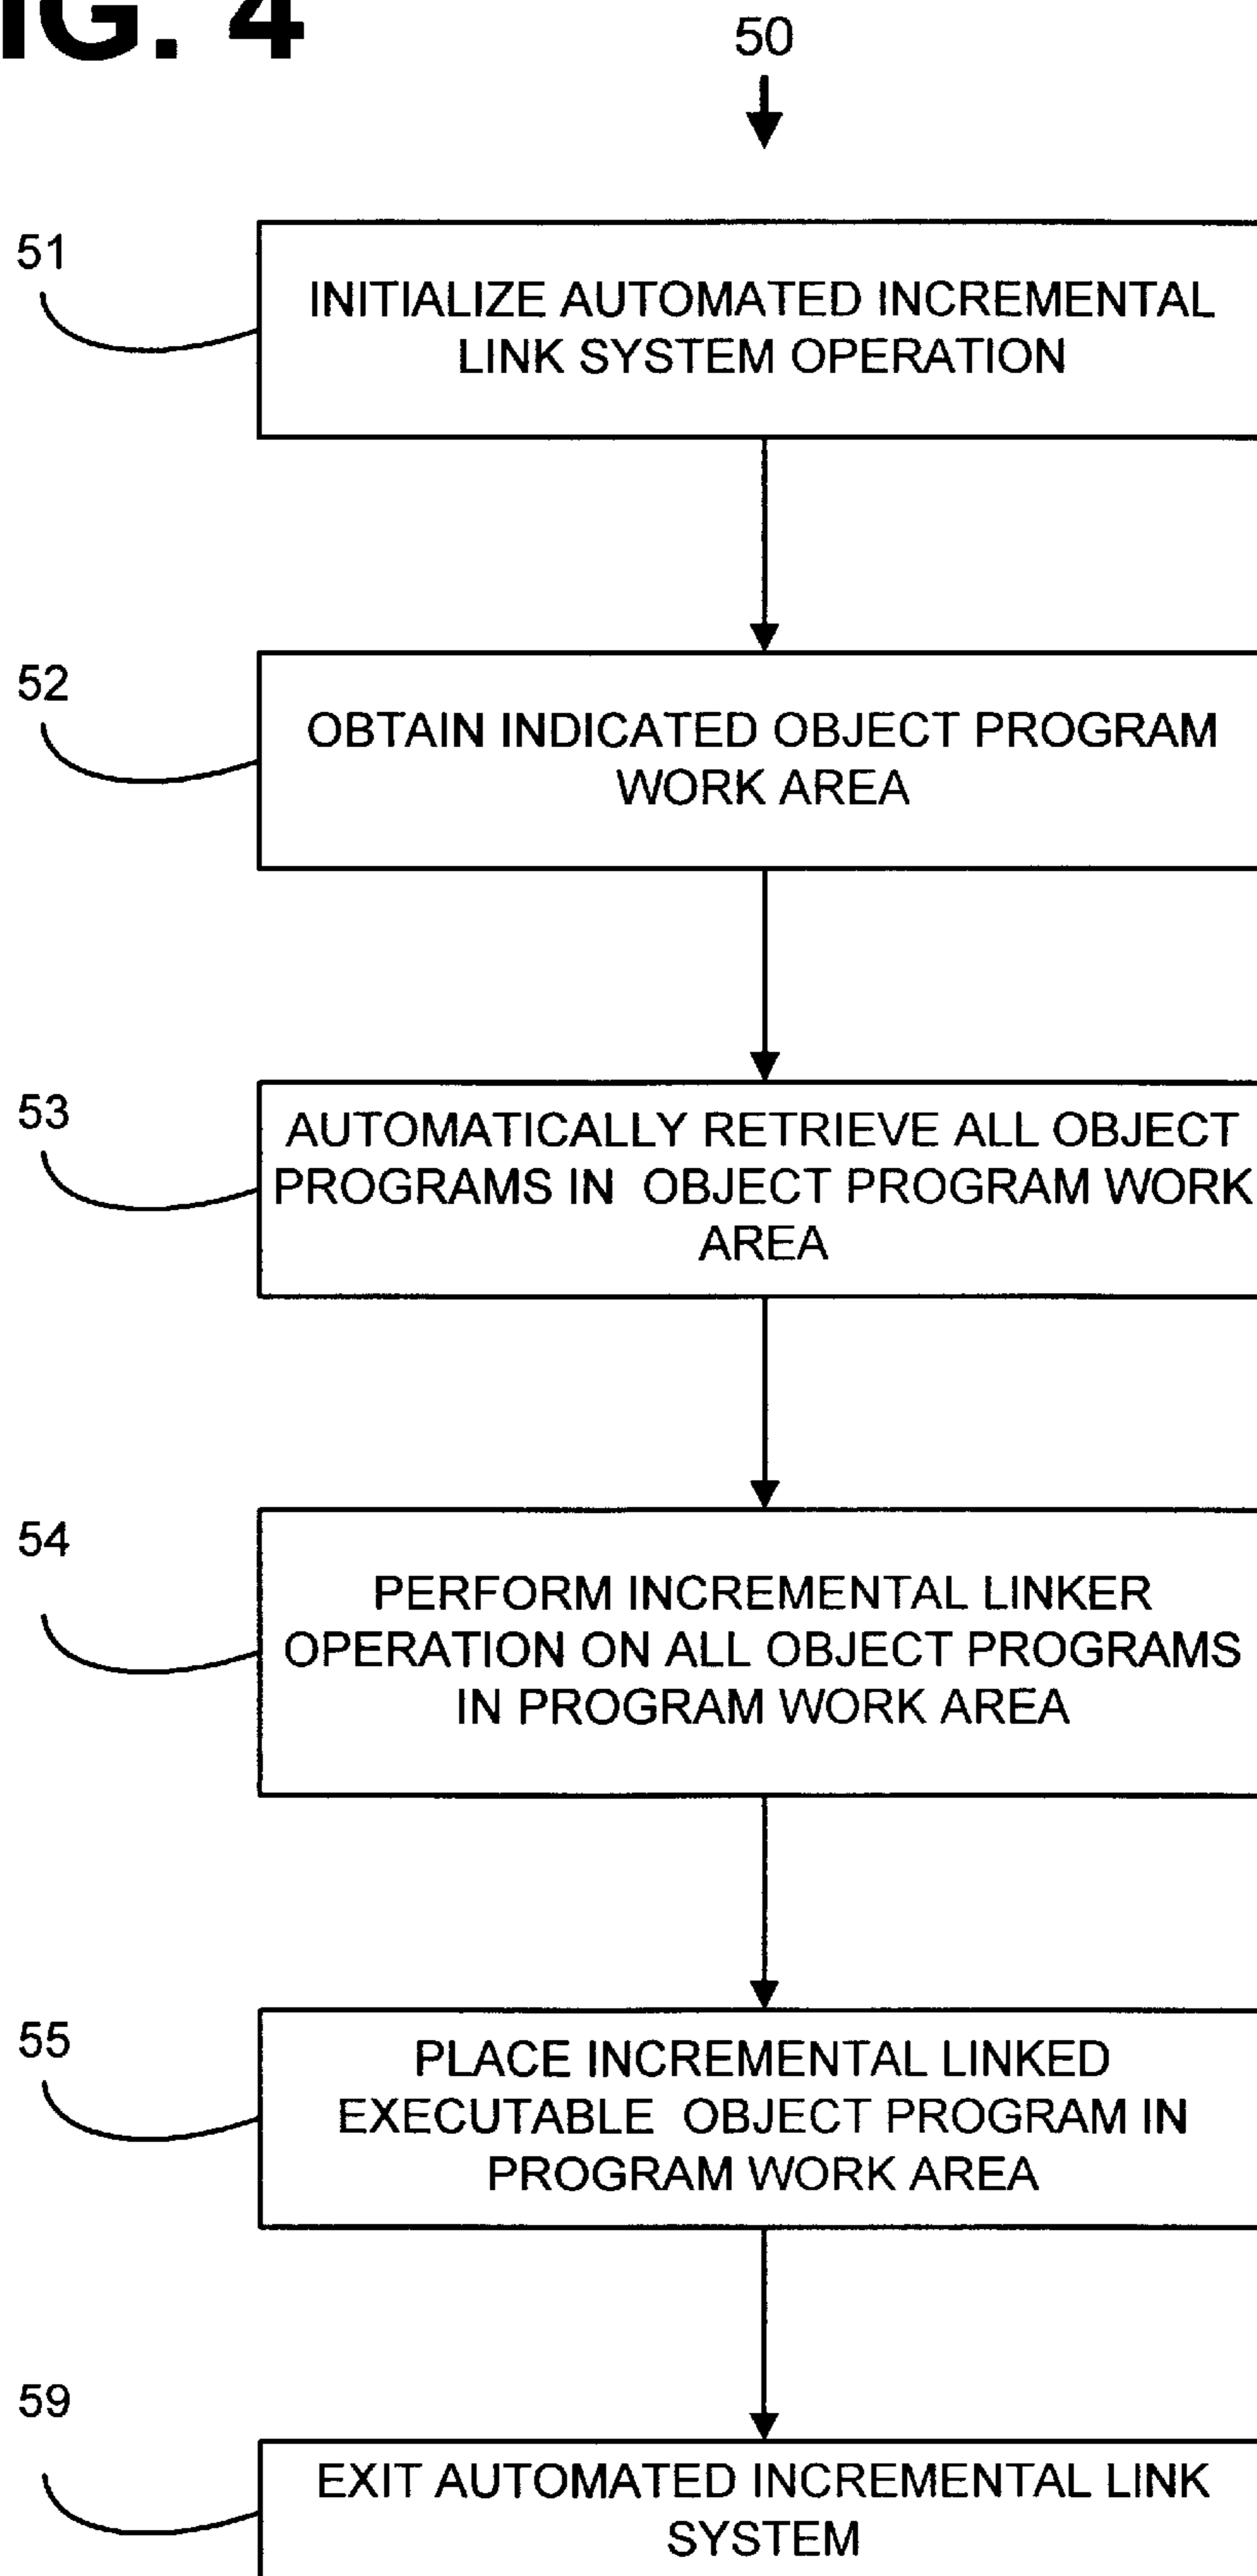 IG. 4
50
51
INITIALIZE AUTOMATED INCREMENTAL
LINK SYSTEM OPERATION
52
OBTAIN INDICATED OBJECT PROGRAM
WORK AREA
53
AUTOMATICALLY RETRIEVE ALL OBJECT
PROGRAMS IN OBJECT PROGRAM WORK
AREA
54
PERFORM INCREMENTAL LINKER
OPERATION ON ALL OBJECT PROGRAMS
IN PROGRAM WORK AREA
55
PLACE INCREMENTAL LINKED
EXECUTABLE OBJECT PROGRAM IN
PROGRAM WORK AREA
59
EXIT AUTOMATED INCREMENTAL LINK
SYSTEM